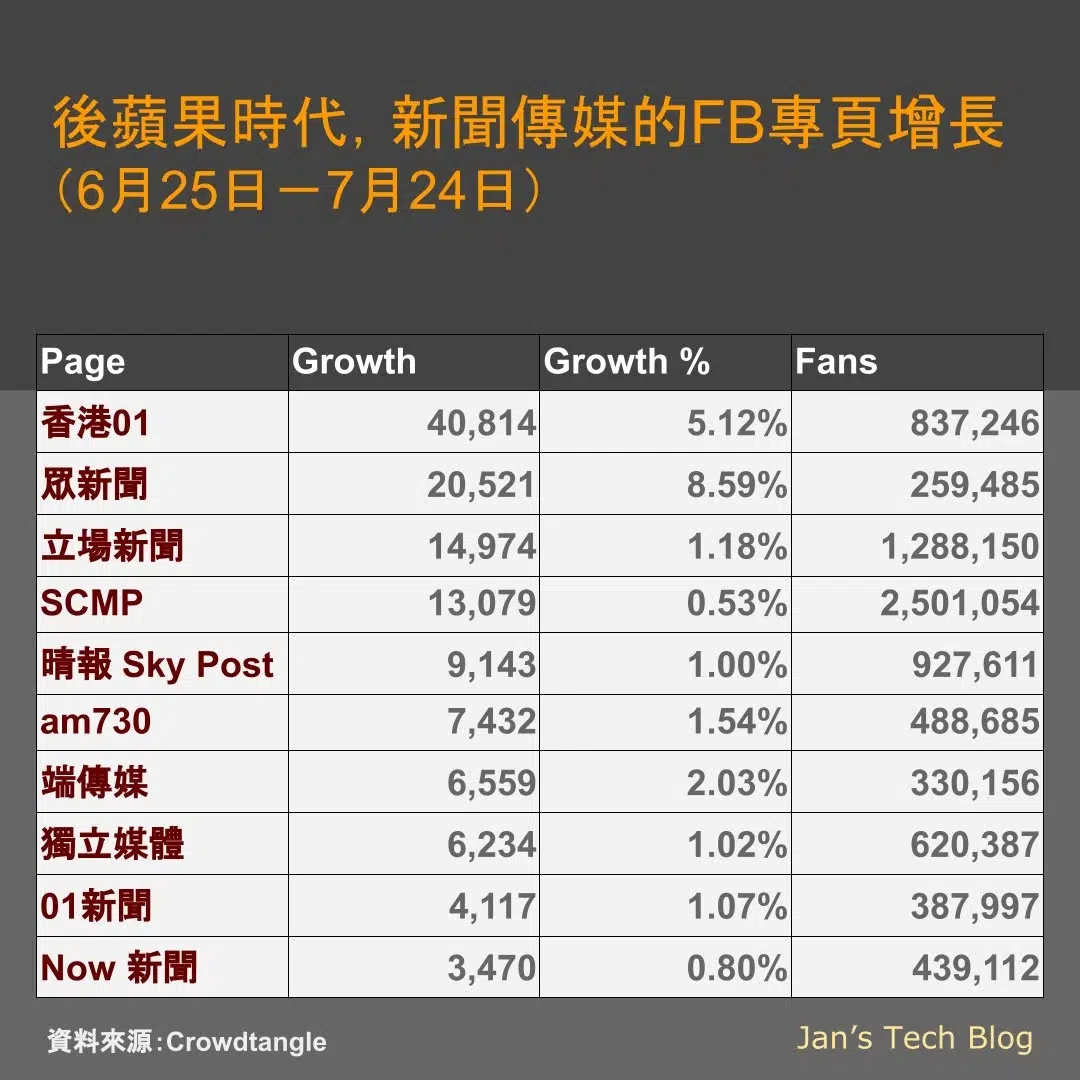 後蘋果時代，新聞傳媒的FB專頁增長
（6月25日－7月24日）
Page Growth Growth % Fans
香港01 40,814 5.12% 837,246
眾新聞 20,521 8.59% 259,485
立場新聞 14,974 1.18% 1,288,150
SCMP 13,079 0.53% 2,501,054
晴報 Sky Post 9,143 1.00% 927,611
am730 7,432 1.54% 488,685
端傳媒 6,559 2.03% 330,156
獨立媒體 6,234 1.02% 620,387
01新聞 4,117 1.07% 387,997
Now 新聞 3,470 0.80% 439,112
資料來源：Crowdtangle
Jan’s Tech Blog